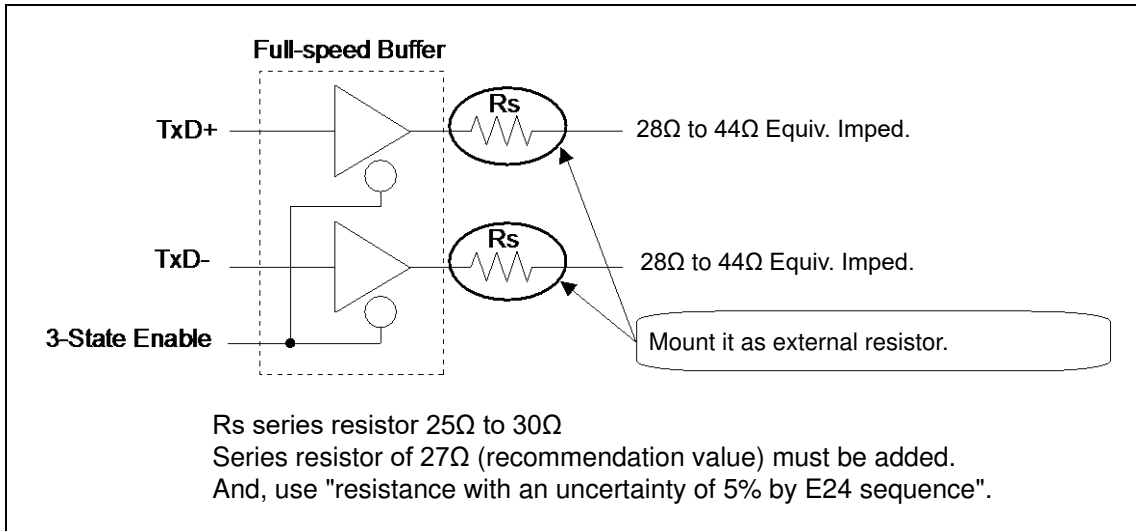 Full-speed Buffer
Rs
TxD+
28Ω to 44Ω Equiv. Imped.
Rs
TxD-
28Ω to 44Ω Equiv. Imped.
3-State Enable
Mount it as external resistor.
Rs series resistor 25Ω to 30Ω
Series resistor of 27Ω (recommendation value) must be added.
And, use "resistance with an uncertainty of 5% by E24 sequence".